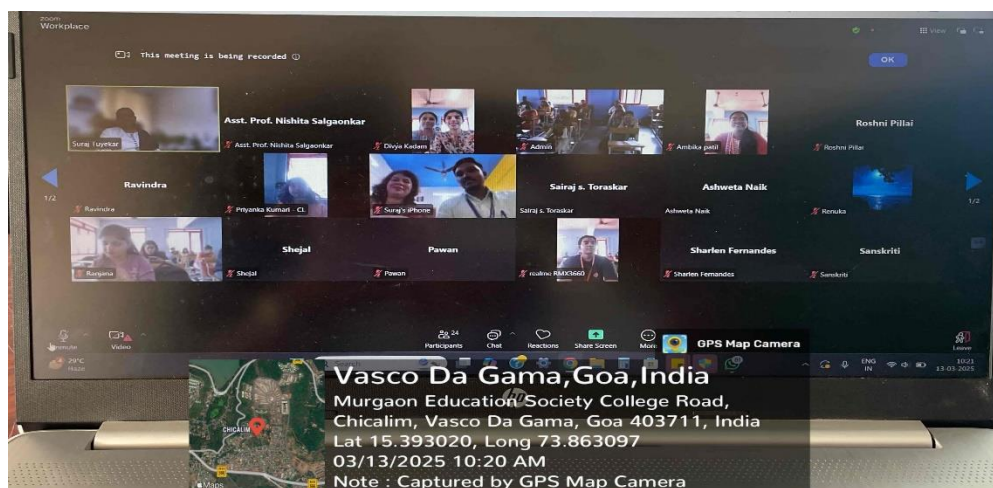 zoom
Workplace
View
This meeting is being recorded
OK
Suraj Tuyekar
Asst. Prof. Nishita Salgaonkar
Asst. Prof. Nishita Salgaonkar
Divya Kadam
Admin
Ambika patil
Roshni Pillai
Roshni Pillai
1/2
Ravindra
Ravindra
Priyanka Kumari - CL
Suraj's iPhone
Sairaj s. Toraskar
Sairaj s. Toraskar
Ashweta Naik
Ashweta Naik
Renuka
1/2
Ranjana
Shejal
Shejal
Pawan
Pawan
realme RMX3660
Sharlen Fernandes
Sharlen Fernandes
Sanskriti
Sanskriti
Video
24
Participants
Chat
Reactions
Share Screen
More
GPS Map Camera
Leave
29°C
Haze
Search
ENG
IN
10:21
13-03-2025
hp
CHICALIM
Maps
Vasco Da Gama,Goa,India
Murgaon Education Society College Road,
Chicalim, Vasco Da Gama, Goa 403711, India
Lat 15.393020, Long 73.863097
03/13/2025 10:20 AM
Note : Captured by GPS Map Camera